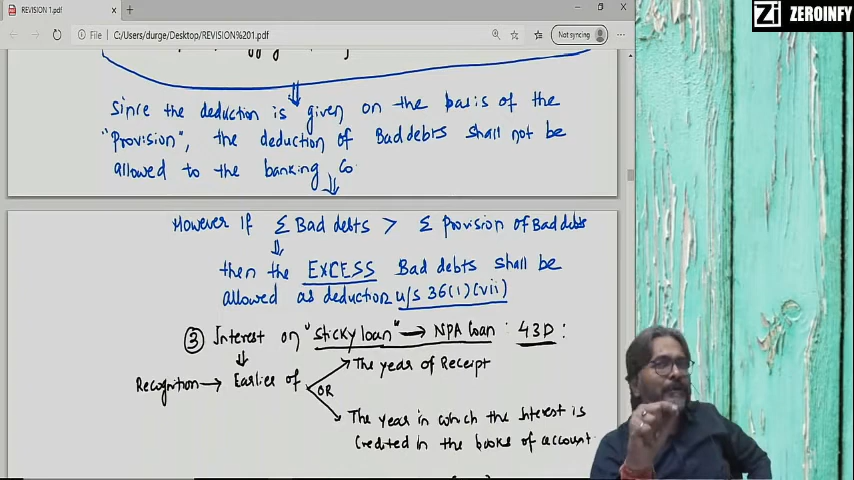 REVISION 1.pdf
File
C:/Users/durge/Desktop/REVISION%201.pdf
Not syncing
Zi ZEROINFY
Since the deduction is given on the basis of the
"Provision", the deduction of Bad debts shall not be
allowed to the banking Co
However If Σ Bad debts > Σ provision of Bad debts
then the EXCESS Bad debts shall be
allowed as deduction u/s 36(1)(vii)
③ Interest on "sticky loan" → NPA loan : 43D :
Recognition → Earlier of
The year of Receipt
OR
The year in which the Interest is
Credited in the books of account